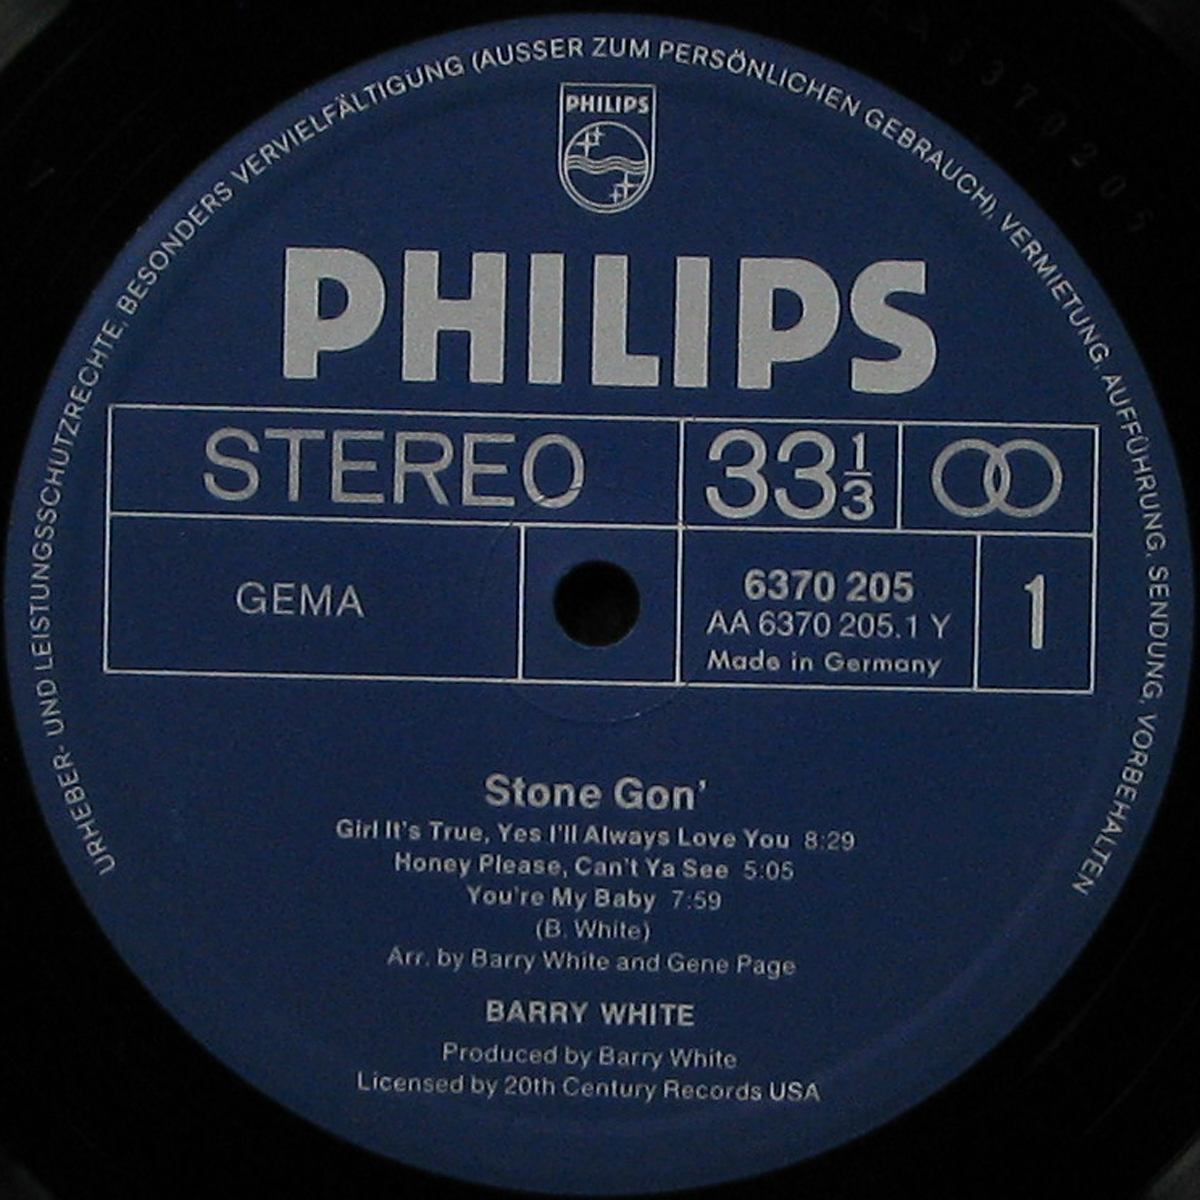 URHEBER- UND LEISTUNGSSCHUTZRECHTE, BESONDERS VERVIELFÄLTIGUNG (AUSSER ZUM PERSÖNLICHEN GEBRAUCH), VERMIETUNG, AUFFÜHRUNG, SENDUNG, VORBEHALTEN
PHILIPS
PHILIPS
STEREO 33 1/3
GEMA
6370 205
AA 6370 205.1 Y
Made in Germany
1
Stone Gon'
Girl It's True, Yes I'll Always Love You 8:29
Honey Please, Can't Ya See 5:05
You're My Baby 7:59
(B. White)
Arr. by Barry White and Gene Page
BARRY WHITE
Produced by Barry White
Licensed by 20th Century Records USA